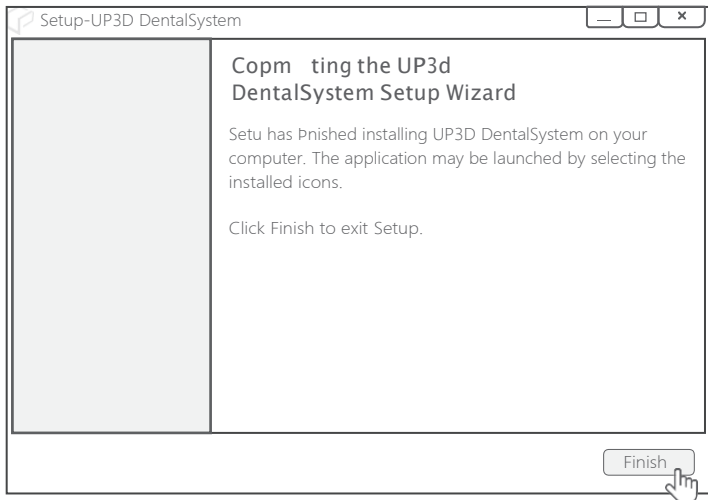 Setup-UP3D DentalSystem
Copm ting the UP3d
DentalSystem Setup Wizard
Setu has Þnished installing UP3D DentalSystem on your
computer. The application may be launched by selecting the
installed icons.
Click Finish to exit Setup.
Finish